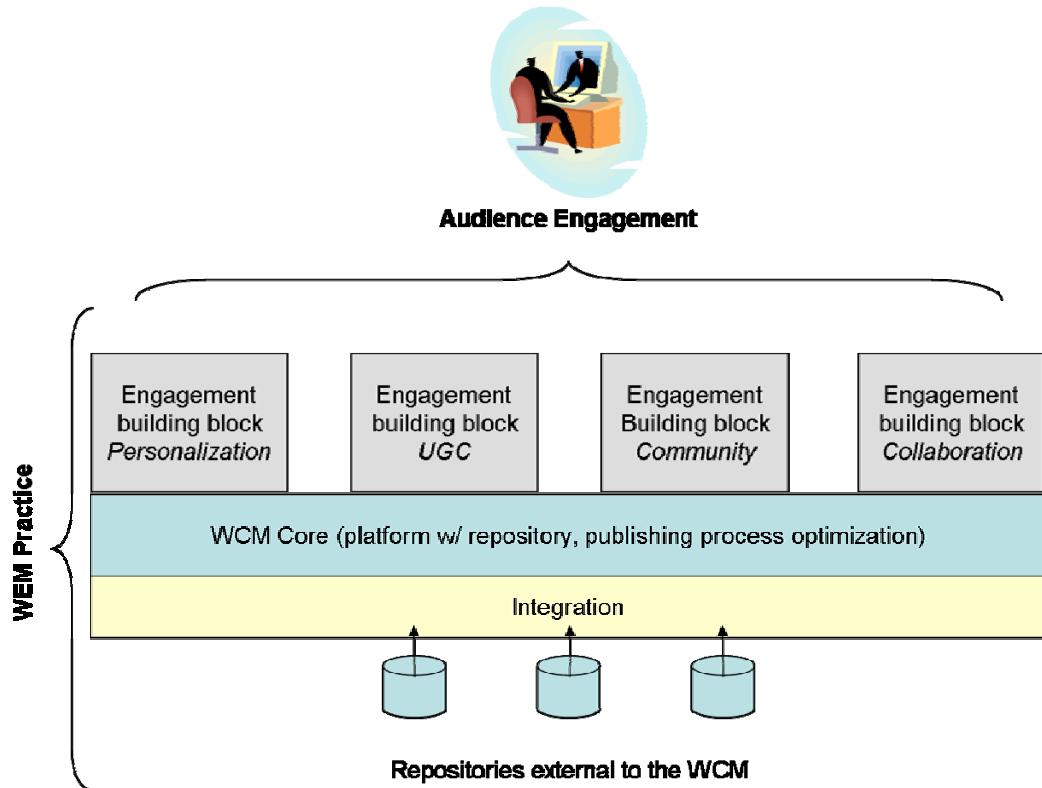 Audience Engagement
WEM Practice
Engagement
building block
Personalization
Engagement
building block
UGC
Engagement
Building block
Community
Engagement
building block
Collaboration
WCM Core (platform w/ repository, publishing process optimization)
Integration
Repositories external to the WCM